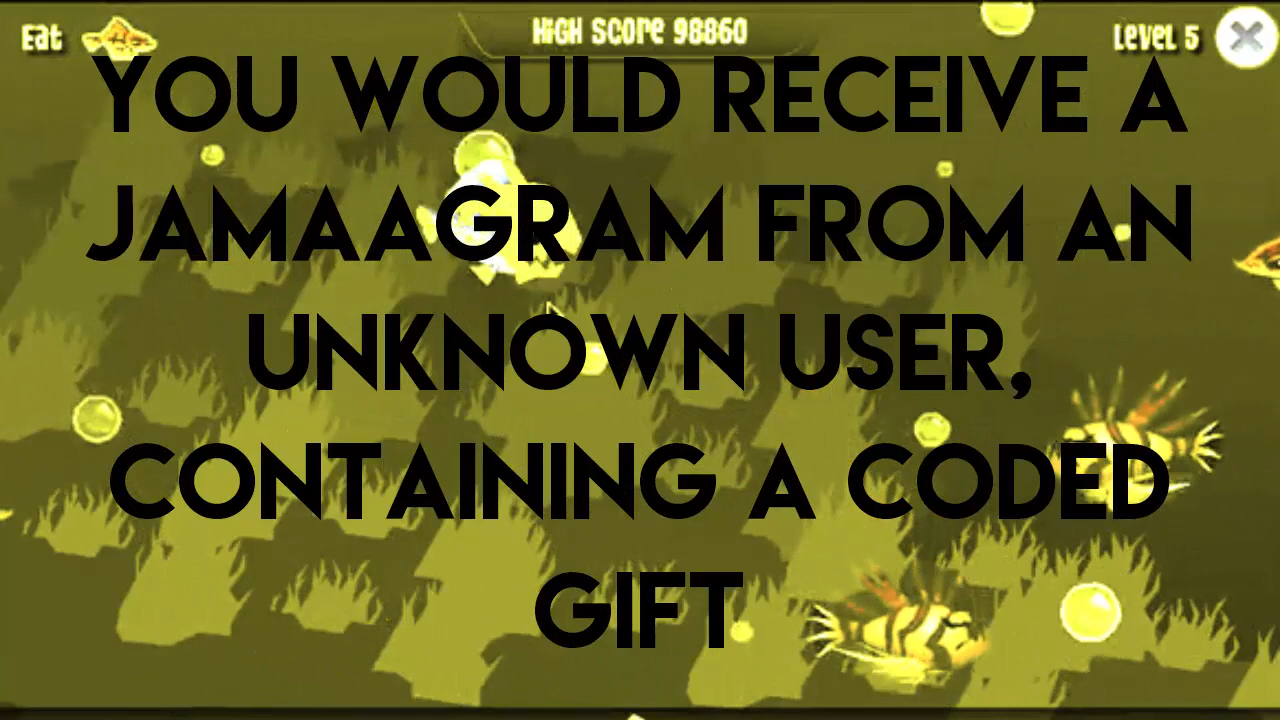 Eat
HIGH SCORE 98860
LEVEL 5
YOU WOULD RECEIVE A
JAMAAGRAM FROM AN
UNKNOWN USER,
CONTAINING A CODED
GIFT